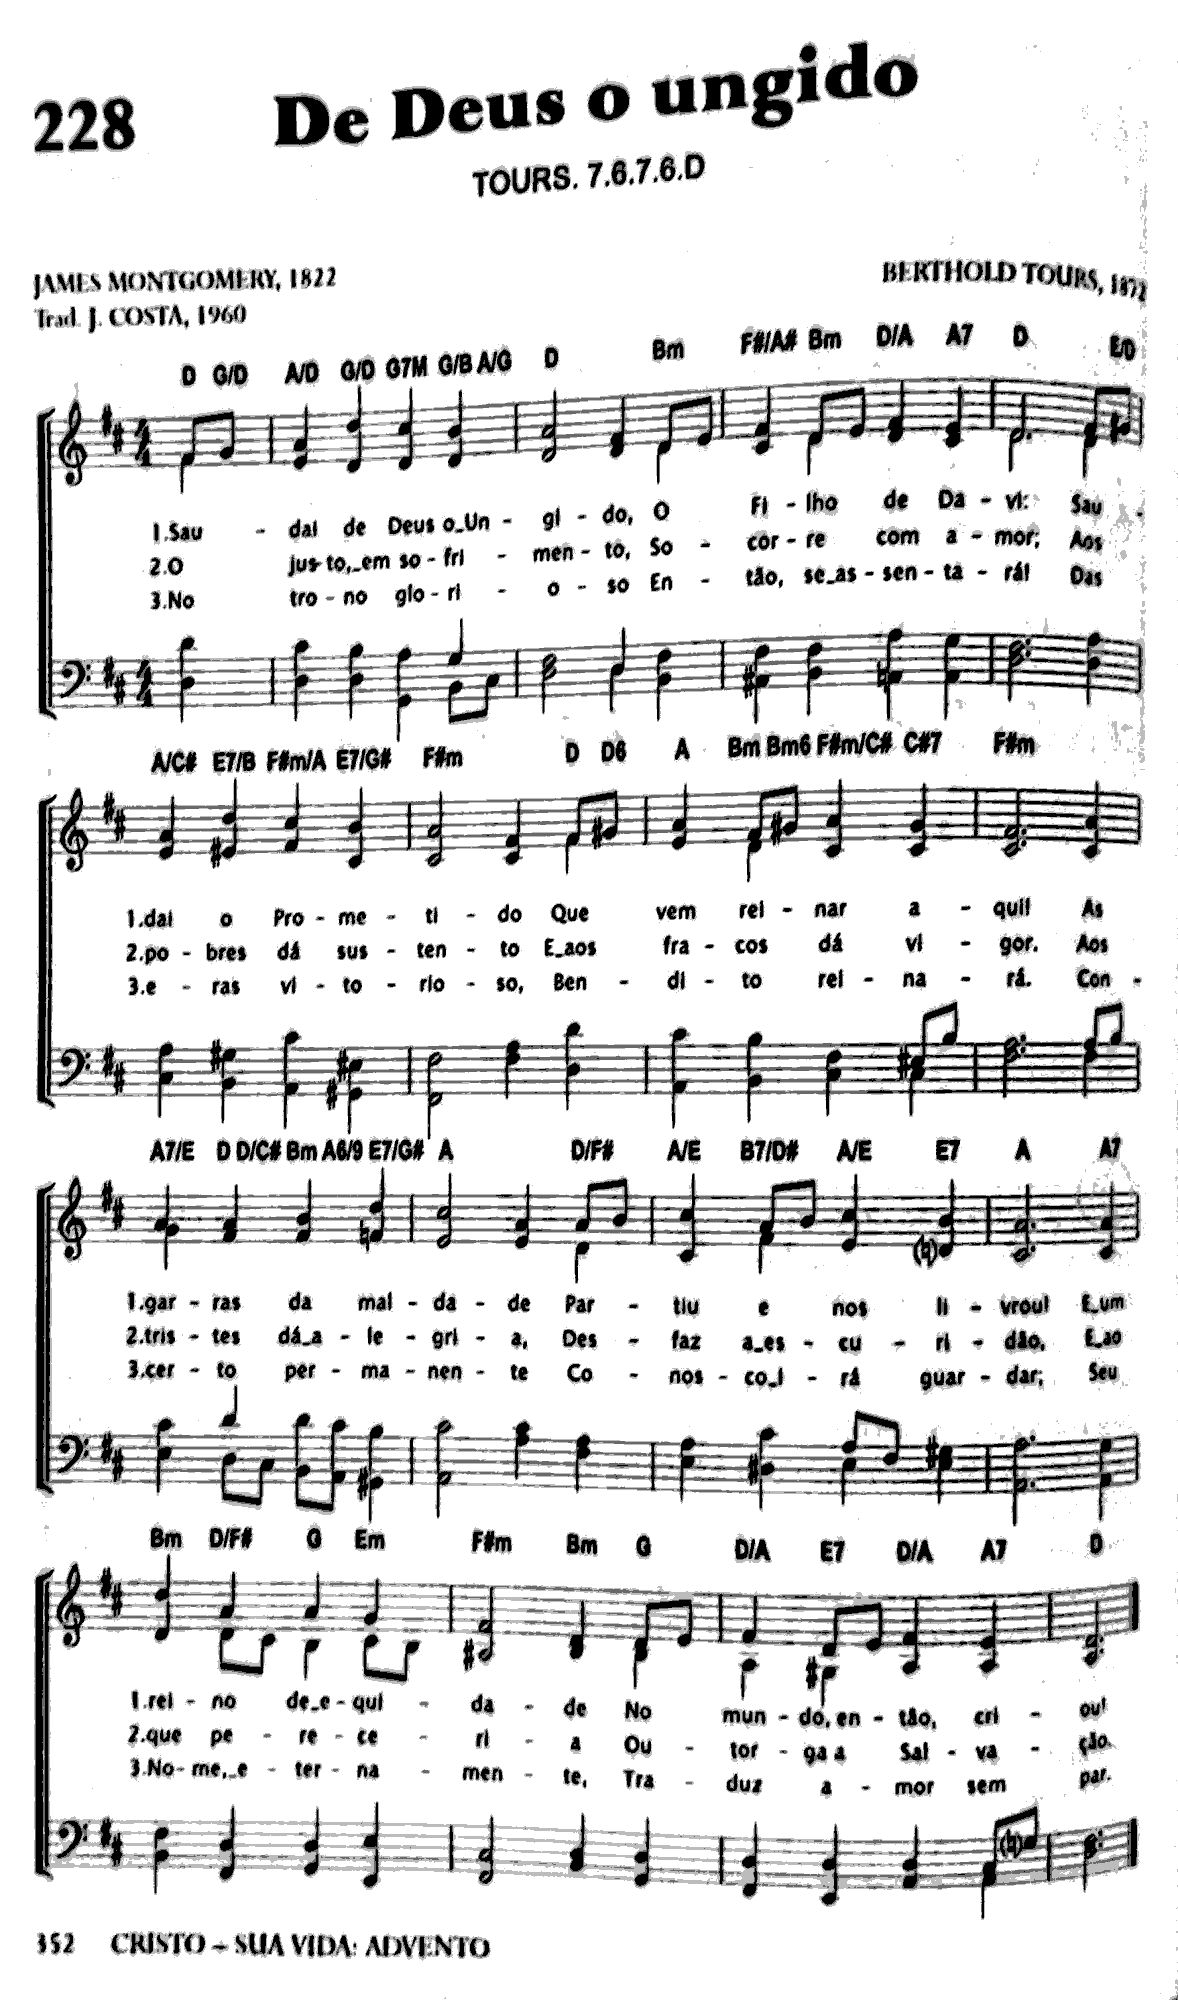 228 De Deus o ungido
TOURS. 7.6.7.6.D
JAMES MONTGOMERY, 1822 BERTHOLD TOURS, 1872
Trad. J. COSTA, 1960
D G/D A/D G/D G7M G/B A/G D Bm F#/A# Bm D/A A7 D E/D
4 4
1.Sau - dai de Deus o_Un - gi - do, O Fi - lho de Da - vi: Sau -
2.O jus-to,_em so - fri - men - to, So - cor - re com a - mor; Aos
3.No tro - no glo - ri - o - so En - tão, se_as - sen - ta - rá! Das
4 4
A/C# E7/B F#m/A E7/G# F#m D D6 A Bm Bm6 F#m/C# C#7 F#m
1.dai o Pro - me - ti - do Que vem rei - nar a - qui! As
2.po - bres dá sus - ten - to E_aos fra - cos dá vi - gor. Aos
3.e - ras vi - to - rio - so, Ben - di - to rei - na - rá. Con -
A7/E D D/C# Bm A6/9 E7/G# A D/F# A/E B7/D# A/E E7 A A7
1.gar - ras da mal - da - de Par - tiu e nos li - vrou! E_um
2.tris - tes dá_a - le - gri - a, Des - faz a_es - cu - ri - dão, E_ao
3.cer - to per - ma - nen - te Co - nos - co_i - rá guar - dar; Seu
Bm D/F# G Em F#m Bm G D/A E7 D/A A7 D
1.rei - no de_e - qui - da - de No mun - do, en - tão, cri - ou!
2.que pe - re - ce - ri - a Ou - tor - ga a Sal - va - ção.
3.No - me,_e - ter - na - men - te, Tra - duz a - mor sem par.
352 CRISTO – SUA VIDA: ADVENTO